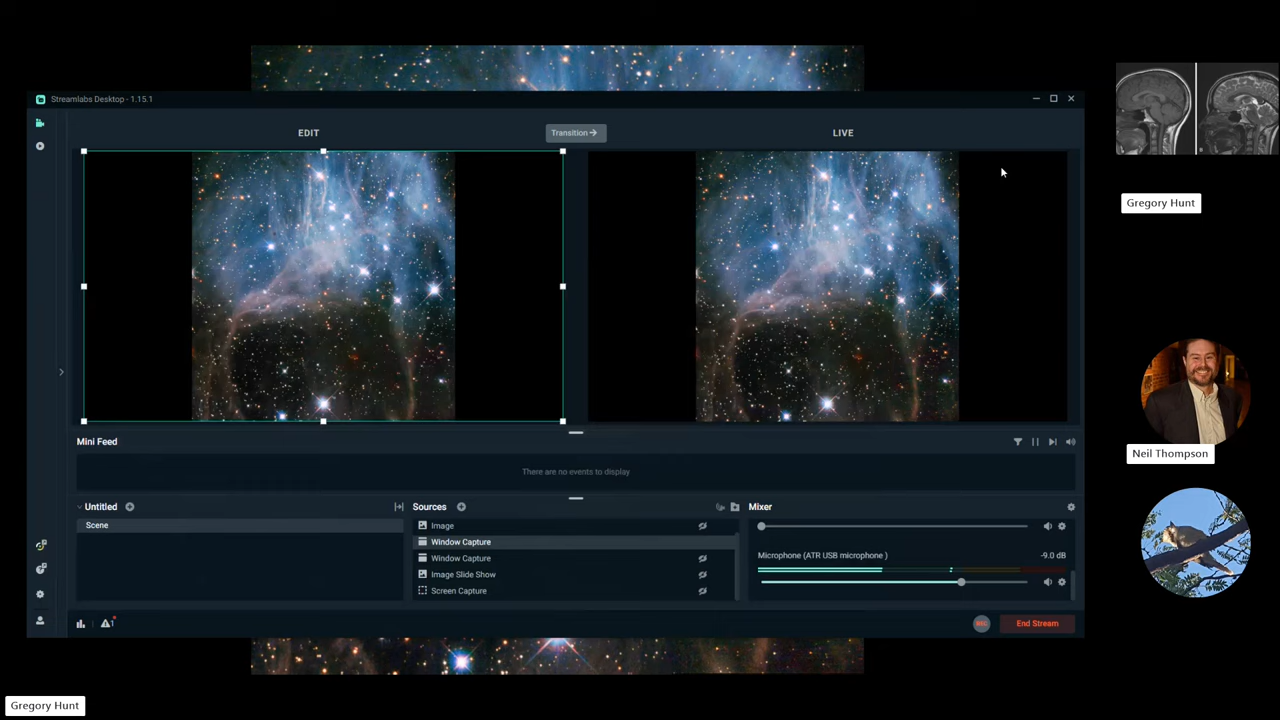 Streamlabs Desktop - 1.15.1
EDIT
Transition
LIVE
Gregory Hunt
Mini Feed
Neil Thompson
There are no events to display
Untitled
Sources
Mixer
Scene
Image
Window Capture
Window Capture
Image Slide Show
Screen Capture
Microphone (ATR USB microphone )
-9.0 dB
1
REC
End Stream
Gregory Hunt